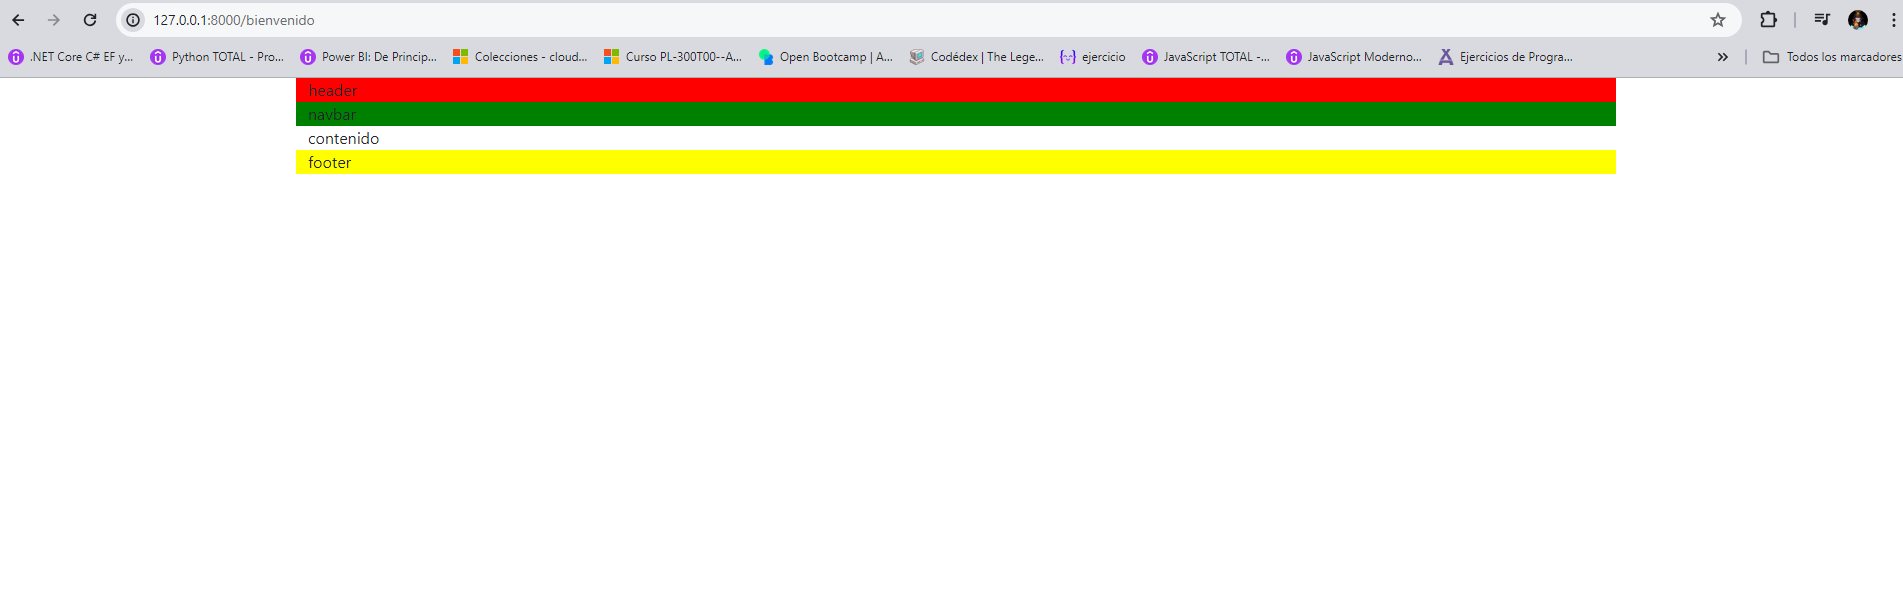 127.0.0.1:8000/bienvenido
.NET Core C# EF y... Python TOTAL - Pro... Power BI: De Princip... Colecciones - cloud... Curso PL-300T00--A... Open Bootcamp | A... Codédex | The Lege... ejercicio JavaScript TOTAL -... JavaScript Moderno... Ejercicios de Progra... » Todos los marcadores
header
navbar
contenido
footer